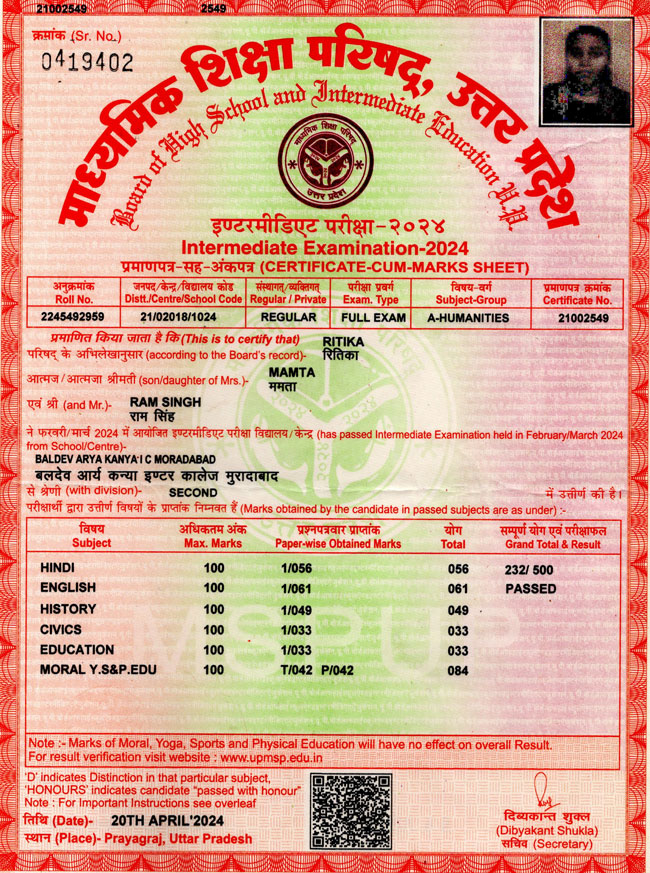 21002549 2549
क्रमांक (Sr. No.)
0419402
माध्यमिक शिक्षा परिषद्, उत्तर प्रदेश
Board of High School and Intermediate Education U.P.
माध्यमिक शिक्षा परिषद्
उत्तर प्रदेश
इण्टरमीडिएट परीक्षा-२०२४
Intermediate Examination-2024
प्रमाणपत्र-सह-अंकपत्र (CERTIFICATE-CUM-MARKS SHEET)
अनुक्रमांक जनपद/केन्द्र/विद्यालय कोड संस्थागत/व्यक्तिगत् परीक्षा प्रवर्ग विषय-वर्ग प्रमाणपत्र क्रमांक
Roll No. Distt./Centre/School Code Regular / Private Exam. Type Subject-Group Certificate No.
2245492959 21/02018/1024 REGULAR FULL EXAM A-HUMANITIES 21002549
प्रमाणित किया जाता है कि (This is to certify that) RITIKA
परिषद् के अभिलेखानुसार (according to the Board's record)- रितिका
आत्मज/आत्मजा श्रीमती (son/daughter of Mrs.)- MAMTA
ममता
एवं श्री (and Mr.)- RAM SINGH
राम सिंह
ने फरवरी/मार्च 2024 में आयोजित इण्टरमीडिएट परीक्षा विद्यालय/केन्द्र (has passed Intermediate Examination held in February/March 2024
from School/Centre)-
BALDEV ARYA KANYA I C MORADABAD
बलदेव आर्य कन्या इण्टर कालेज मुरादाबाद
से श्रेणी (with division)- SECOND में उत्तीर्ण की है।
परीक्षार्थी द्वारा उत्तीर्ण विषयों के प्राप्तांक निम्नवत हैं (Marks obtained by the candidate in passed subjects are as under) :-
विषय अधिकतम अंक प्रश्नपत्रवार प्राप्तांक योग सम्पूर्ण योग एवं परीक्षाफल
Subject Max. Marks Paper-wise Obtained Marks Total Grand Total & Result
HINDI 100 1/056 056 232/ 500
ENGLISH 100 1/061 061 PASSED
HISTORY 100 1/049 049
CIVICS 100 1/033 033
EDUCATION 100 1/033 033
MORAL Y.S&P.EDU 100 T/042 P/042 084
MSPUP
Note :- Marks of Moral, Yoga, Sports and Physical Education will have no effect on overall Result.
For result verification visit website : www.upmsp.edu.in
'D' indicates Distinction in that particular subject,
'HONOURS' indicates candidate "passed with honour"
Note : For Important Instructions see overleaf
तिथि (Date)- 20TH APRIL'2024
स्थान (Place)- Prayagraj, Uttar Pradesh
दिब्यकान्त शुक्ल
(Dibyakant Shukla)
सचिव (Secretary)